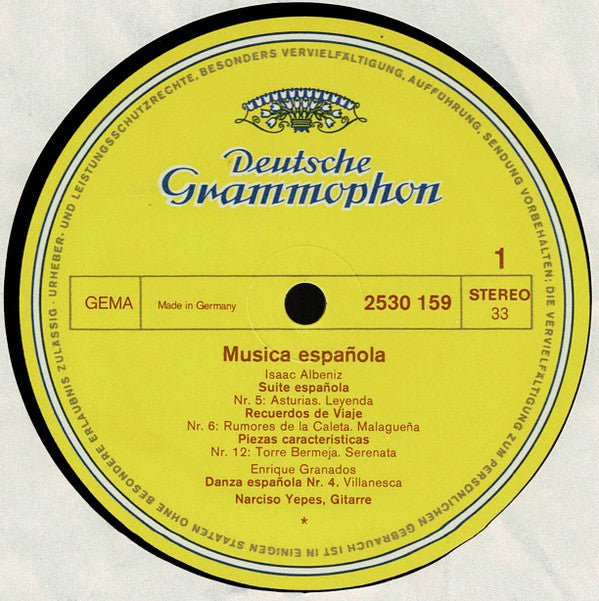 URHEBER- UND LEISTUNGSSCHUTZRECHTE, BESONDERS VERVIELFÄLTIGUNG, AUFFÜHRUNG, SENDUNG VORBEHALTEN; DIE VERVIELFÄLTIGUNG ZUM PERSÖNLICHEN GEBRAUCH IST IN EINIGEN STAATEN OHNE BESONDERE ERLAUBNIS ZULÄSSIG ·
Deutsche
Grammophon
1
GEMA
Made in Germany
2530 159
STEREO
33
Musica española
Isaac Albeniz
Suite española
Nr. 5: Asturias. Leyenda
Recuerdos de Viaje
Nr. 6: Rumores de la Caleta. Malagueña
Piezas caracteristicas
Nr. 12: Torre Bermeja. Serenata
Enrique Granados
Danza española Nr. 4. Villanesca
Narciso Yepes, Gitarre
*